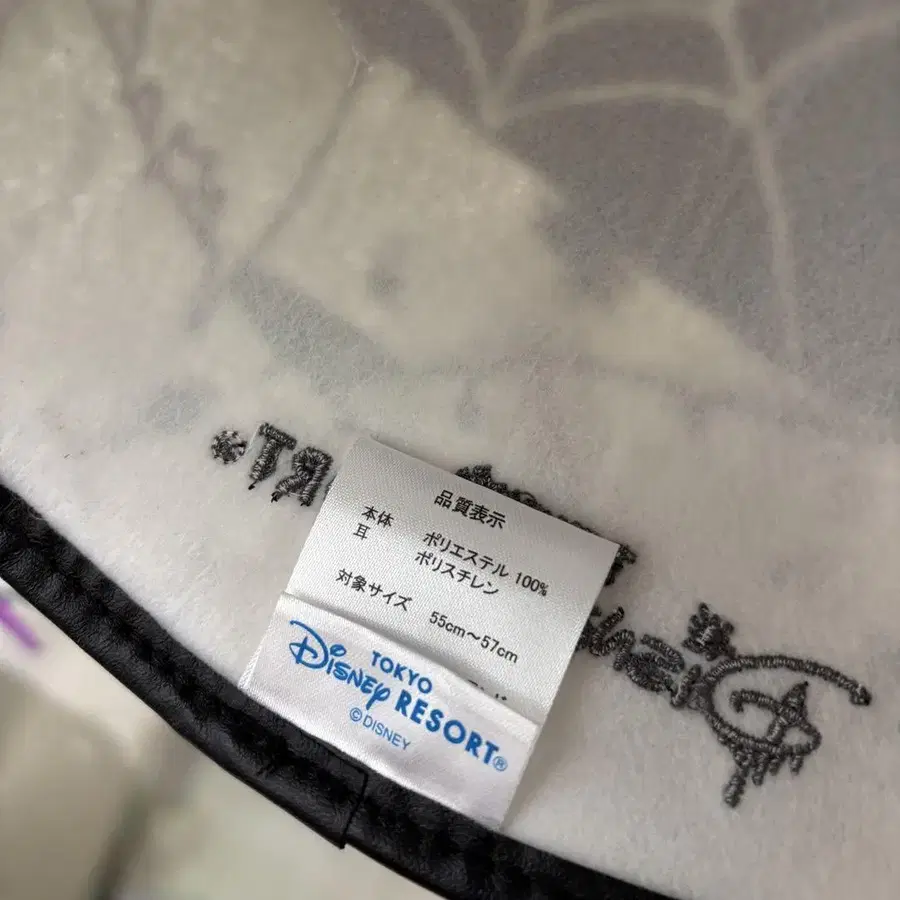 品質表示
本体 ポリエステル 100%
耳 ポリスチレン
対象サイズ 55cm～57cm
TOKYO
DISNEY RESORT®
©DISNEY